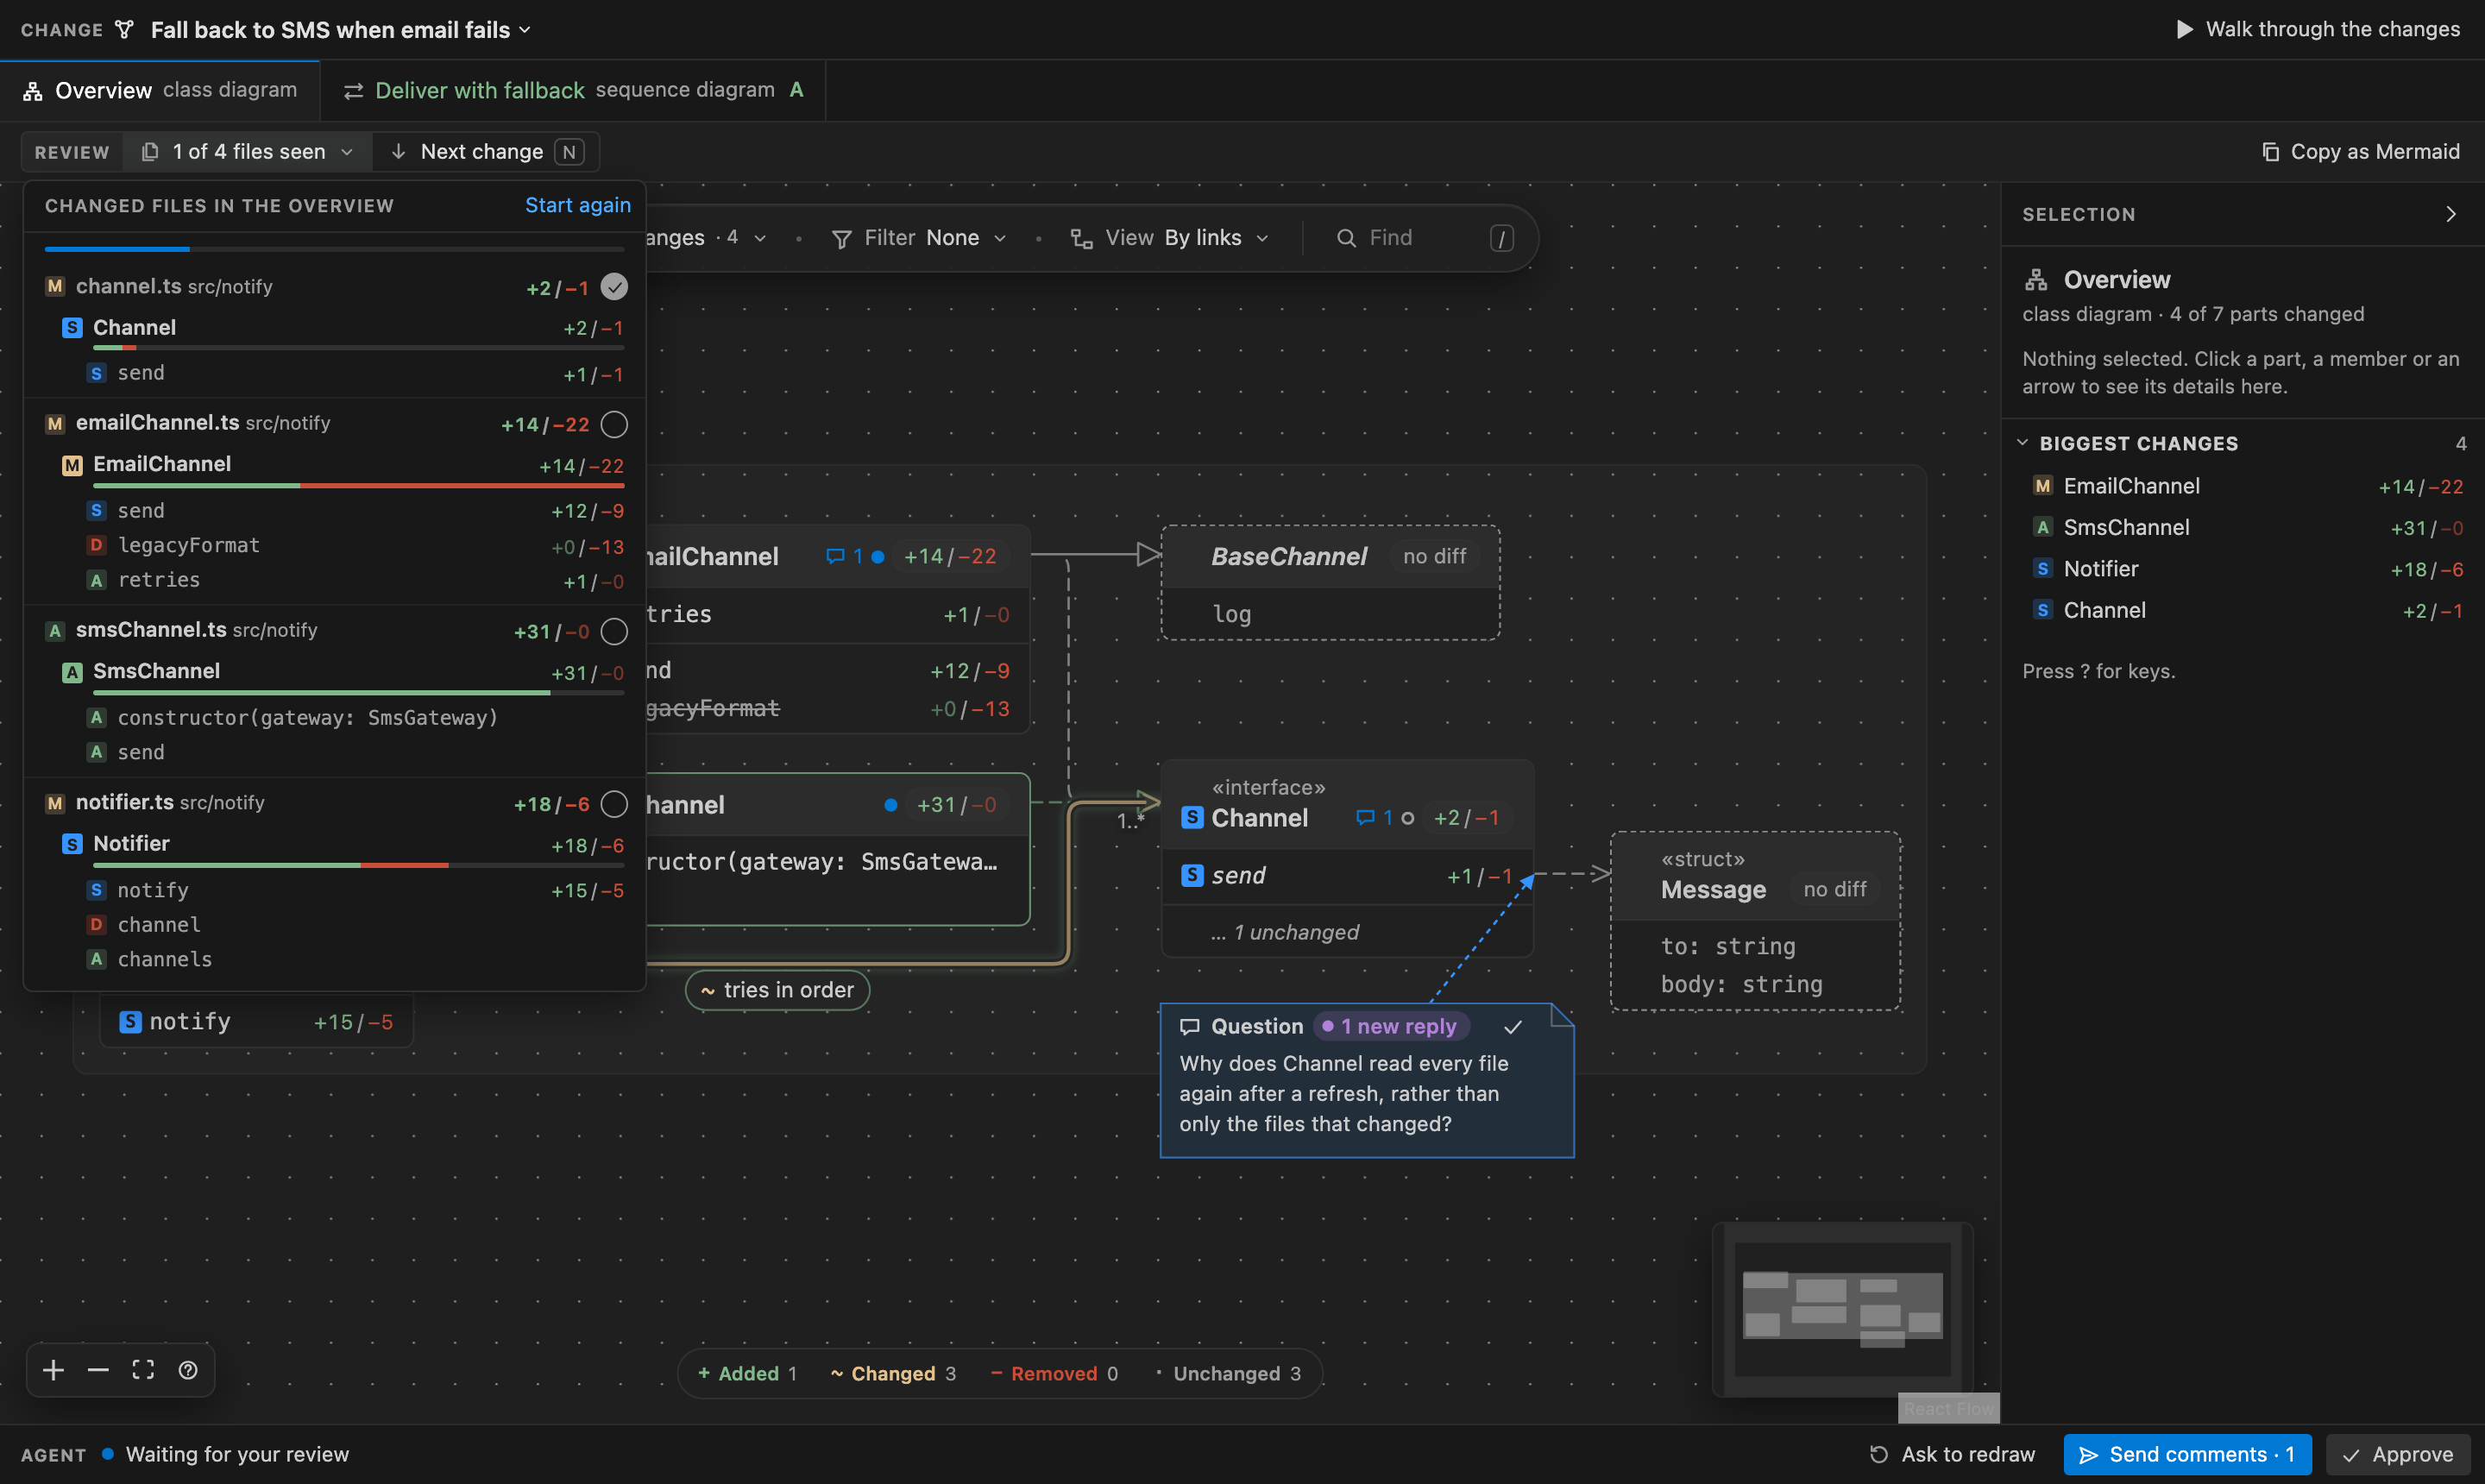 CHANGE Fall back to SMS when email fails
Walk through the changes
Overview class diagram
Deliver with fallback sequence diagram A
REVIEW 1 of 4 files seen
Next change N
Copy as Mermaid
CHANGED FILES IN THE OVERVIEW Start again
M channel.ts src/notify +2/−1
S Channel +2/−1
S send +1/−1
M emailChannel.ts src/notify +14/−22
M EmailChannel +14/−22
S send +12/−9
D legacyFormat +0/−13
A retries +1/−0
A smsChannel.ts src/notify +31/−0
A SmsChannel +31/−0
A constructor(gateway: SmsGateway)
A send
M notifier.ts src/notify +18/−6
S Notifier +18/−6
S notify +15/−5
D channel
A channels
anges · 4
Filter None
View By links
Find /
nailChannel 1 +14/−22
tries +1/−0
nd +12/−9
gacyFormat +0/−13
BaseChannel no diff
log
hannel +31/−0
ructor(gateway: SmsGatewa…
1..*
«interface»
S Channel 1 +2/−1
S send +1/−1
... 1 unchanged
«struct»
Message no diff
to: string
body: string
~ tries in order
S notify +15/−5
Question 1 new reply
Why does Channel read every file
again after a refresh, rather than
only the files that changed?
+ Added 1 ~ Changed 3 − Removed 0 · Unchanged 3
React Flow
SELECTION
Overview
class diagram · 4 of 7 parts changed
Nothing selected. Click a part, a member or an
arrow to see its details here.
BIGGEST CHANGES 4
M EmailChannel +14/−22
A SmsChannel +31/−0
S Notifier +18/−6
S Channel +2/−1
Press ? for keys.
AGENT Waiting for your review
Ask to redraw
Send comments · 1
Approve